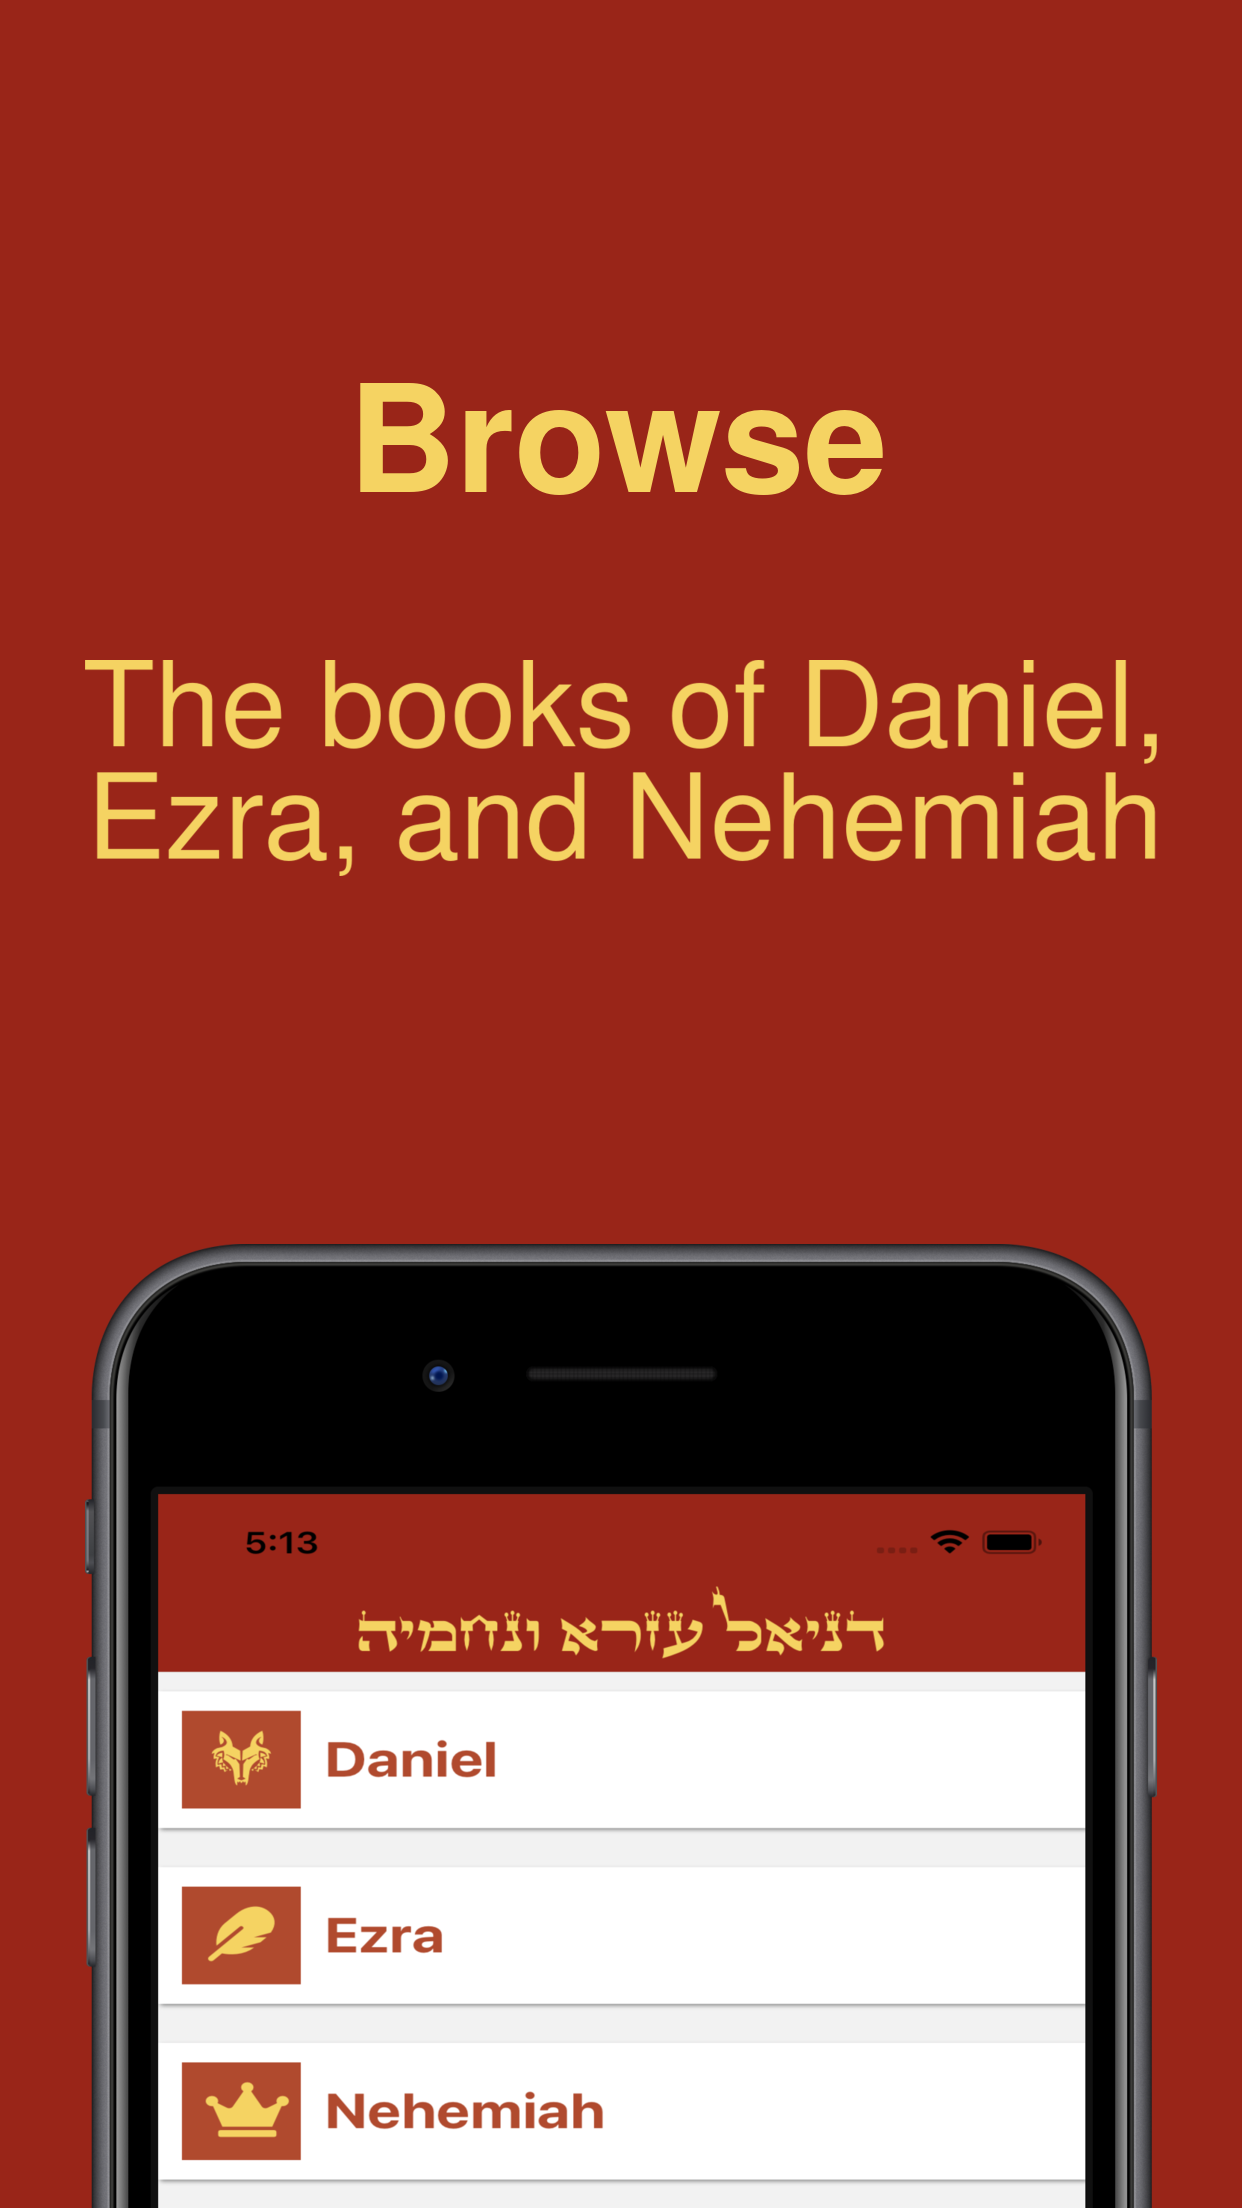 Browse
The books of Daniel,
Ezra, and Nehemiah
5:13
דניאל עזרא ונחמיה
Daniel
Ezra
Nehemiah